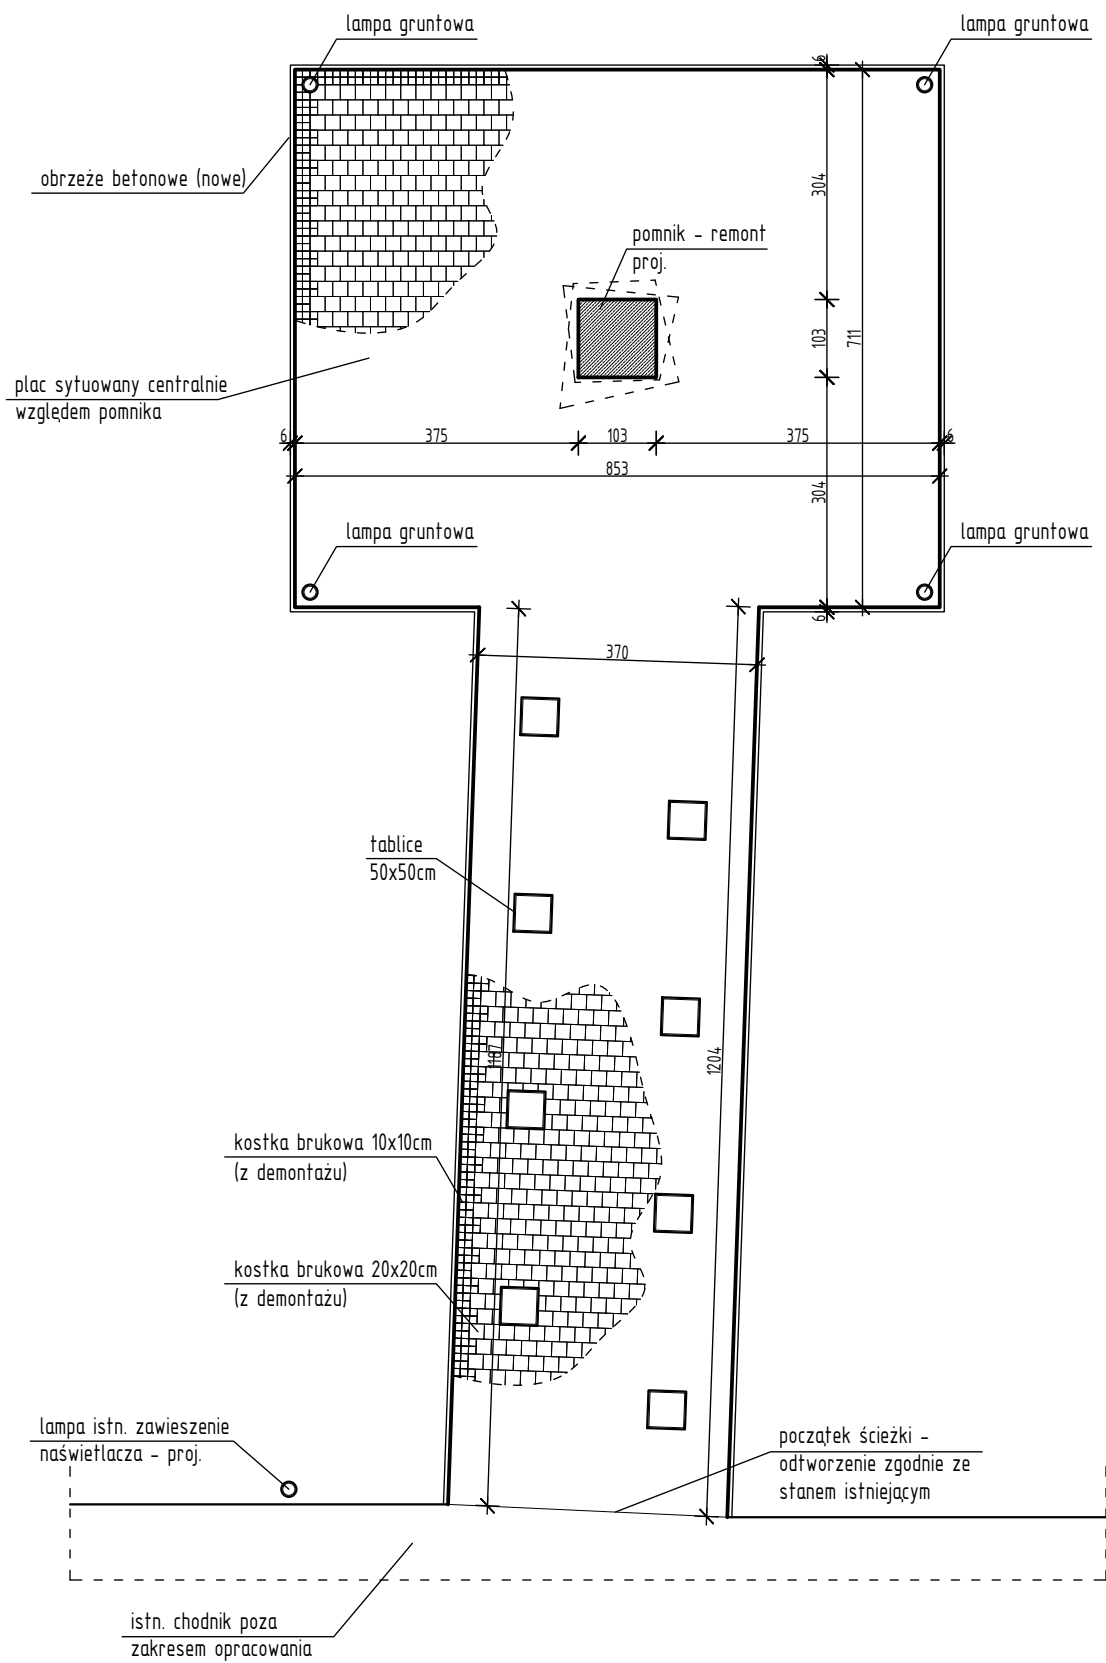 lampa gruntowa
lampa gruntowa
6
obrzeże betonowe (nowe)
304
pomnik - remont
proj.
103
711
plac sytuowany centralnie
względem pomnika
6
375
103
375
6
853
304
lampa gruntowa
lampa gruntowa
6
370
tablice
50x50cm
1187
1204
kostka brukowa 10x10cm
(z demontażu)
kostka brukowa 20x20cm
(z demontażu)
lampa istn. zawieszenie
naświetlacza - proj.
początek ścieżki -
odtworzenie zgodnie ze
stanem istniejącym
istn. chodnik poza
zakresem opracowania